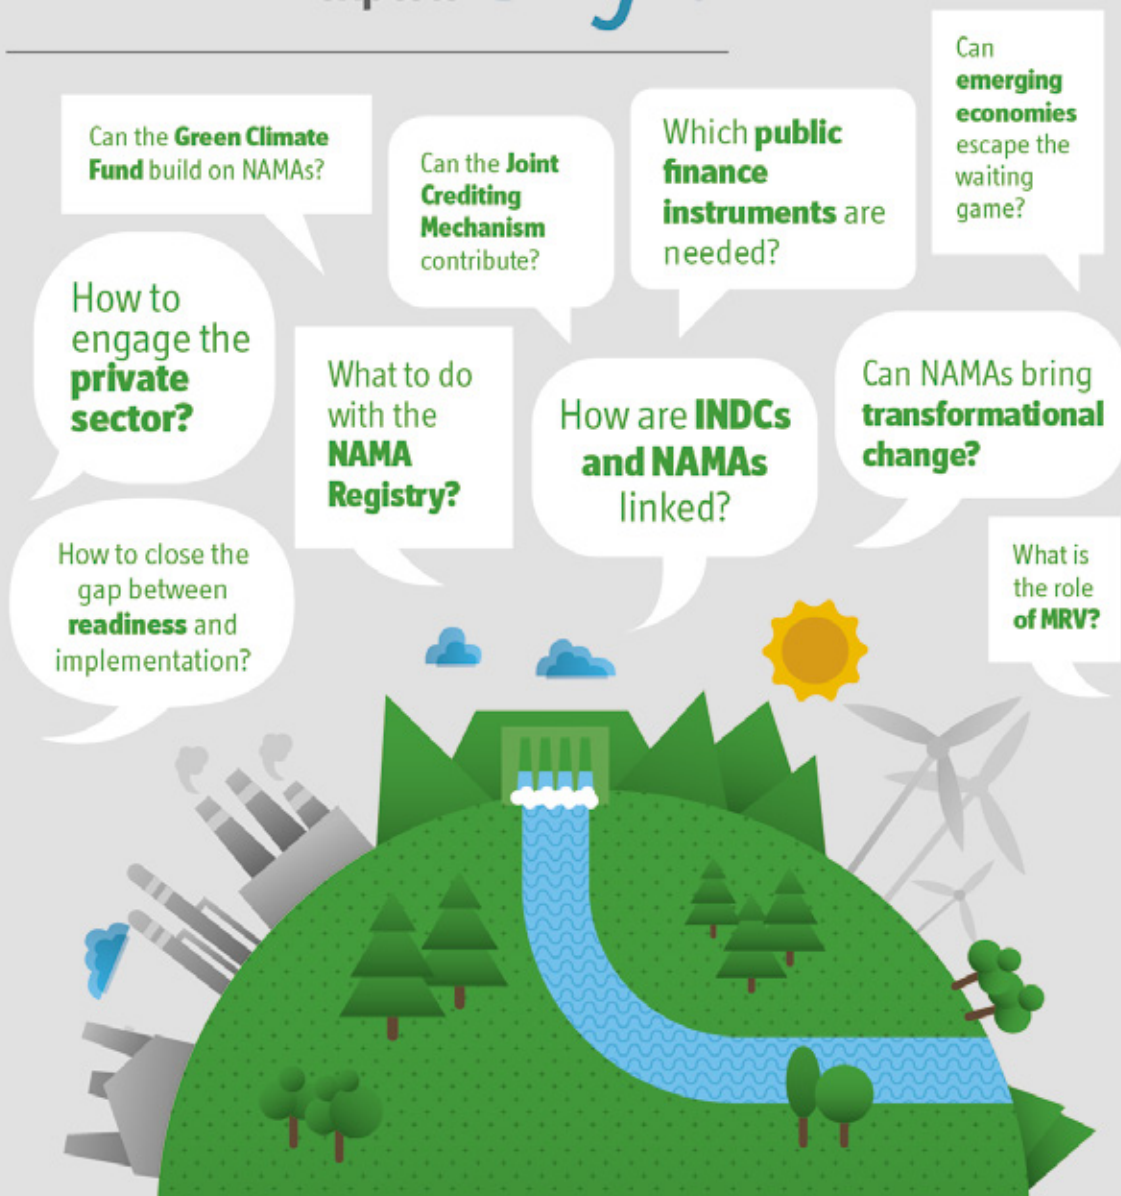 Can the Green Climate
Fund build on NAMAs?
Can the Joint
Crediting
Mechanism
contribute?
Which public
finance
instruments are
needed?
Can
emerging
economies
escape the
waiting
game?
How to
engage the
private
sector?
What to do
with the
NAMA
Registry?
How are INDCs
and NAMAs
linked?
Can NAMAs bring
transformational
change?
How to close the
gap between
readiness and
implementation?
What is
the role
of MRV?